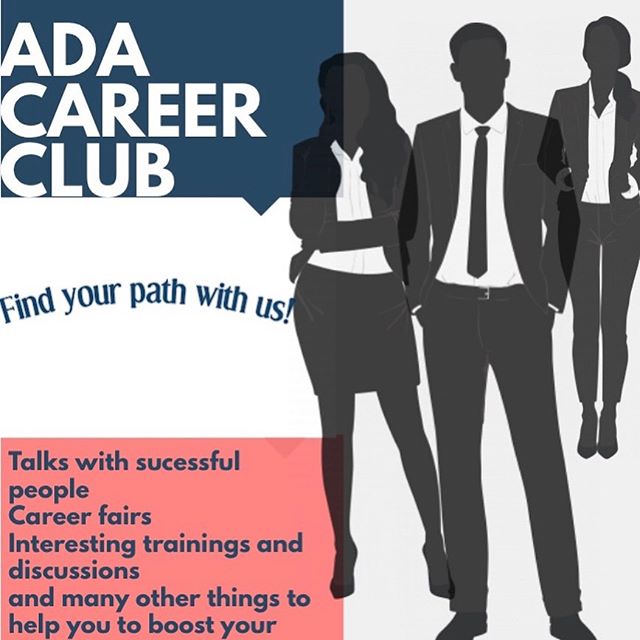 ADA
CAREER
CLUB
Find your path with us!
Talks with sucessful
people
Career fairs
Interesting trainings and
discussions
and many other things to
help you to boost your